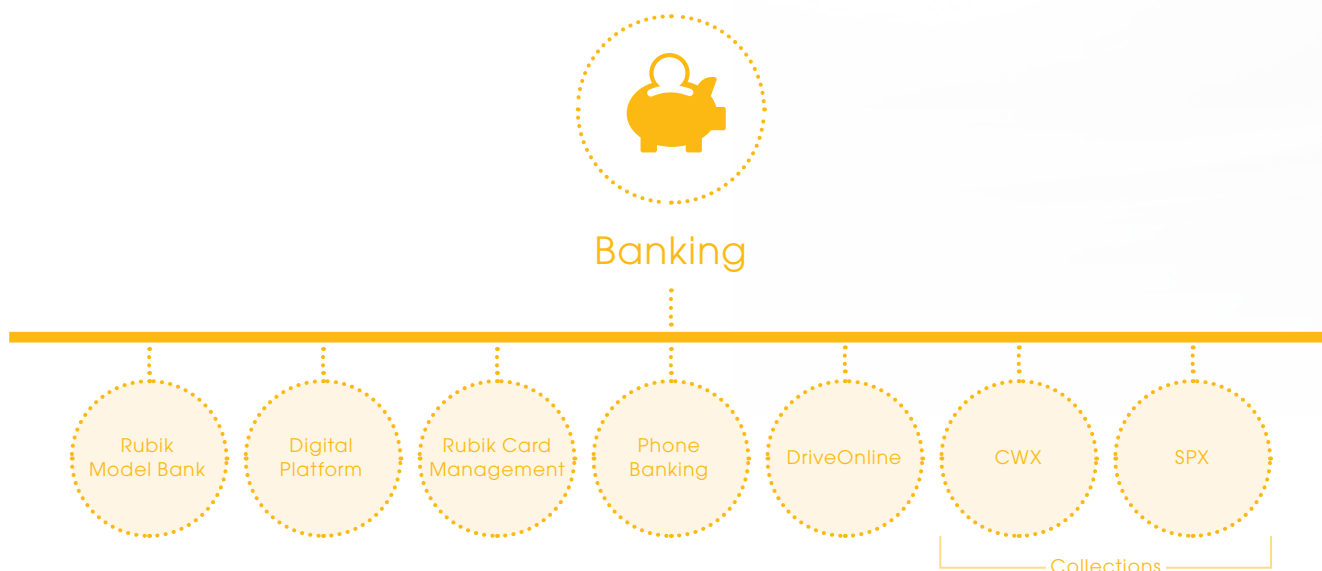 Banking
Rubik
Model Bank
Digital
Platform
Rubik Card
Management
Phone
Banking
DriveOnline
CWX
SPX
Collections